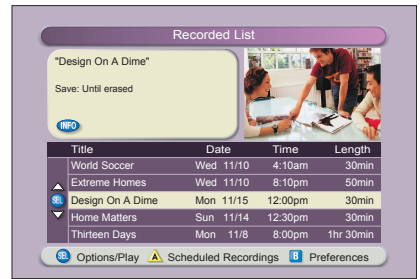 Recorded List
"Design On A Dime"
Save: Until erased
INFO
Title Date Time Length
World Soccer Wed 11/10 4:10am 30min
Extreme Homes Wed 11/10 8:10pm 50min
SEL Design On A Dime Mon 11/15 12:00pm 30min
Home Matters Sun 11/14 12:30pm 30min
Thirteen Days Mon 11/8 8:00pm 1hr 30min
SEL Options/Play A Scheduled Recordings B Preferences